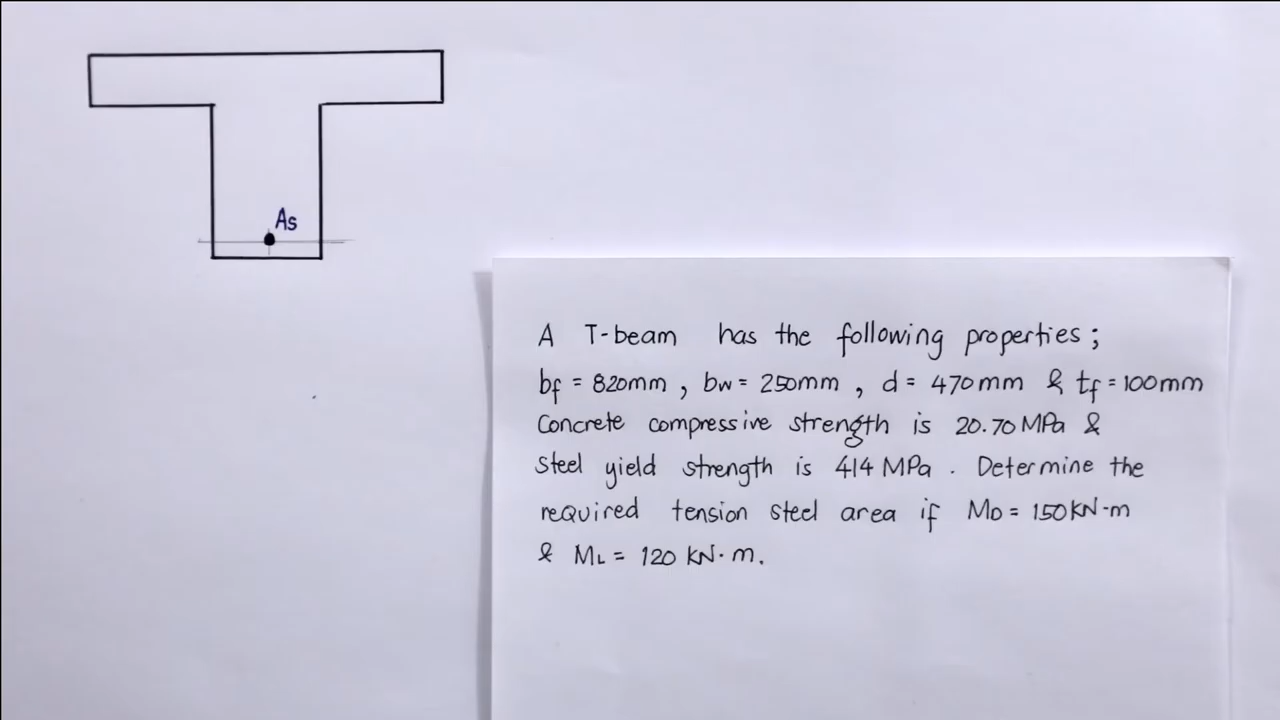 As
A T-beam has the following properties;
bf = 820mm, bw = 250mm, d = 470mm & tf = 100mm
Concrete compressive strength is 20.70 MPa &
steel yield strength is 414 MPa. Determine the
required tension steel area if MD = 150 KN-m
& ML = 120 KN·m.